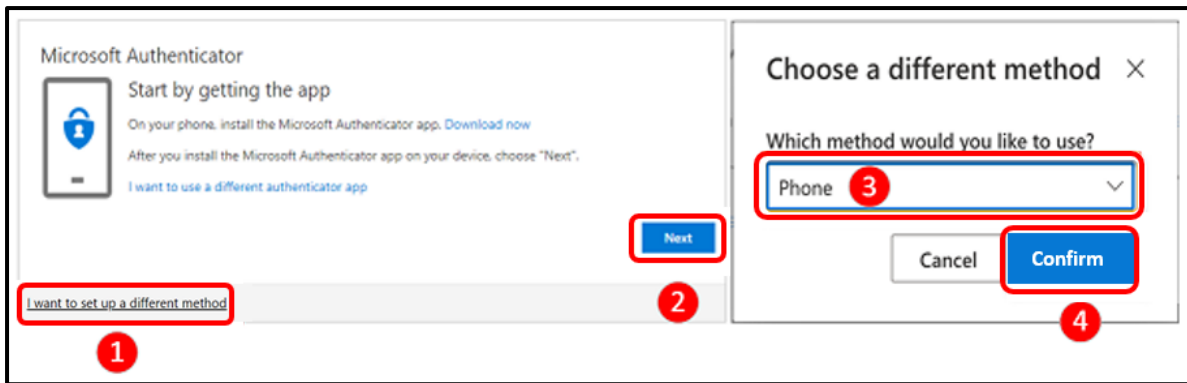 Microsoft Authenticator
Start by getting the app
On your phone, install the Microsoft Authenticator app. Download now
After you install the Microsoft Authenticator app on your device, choose "Next".
I want to use a different authenticator app
Next
I want to set up a different method
2
1
Choose a different method
Which method would you like to use?
Phone 3
Cancel Confirm
4